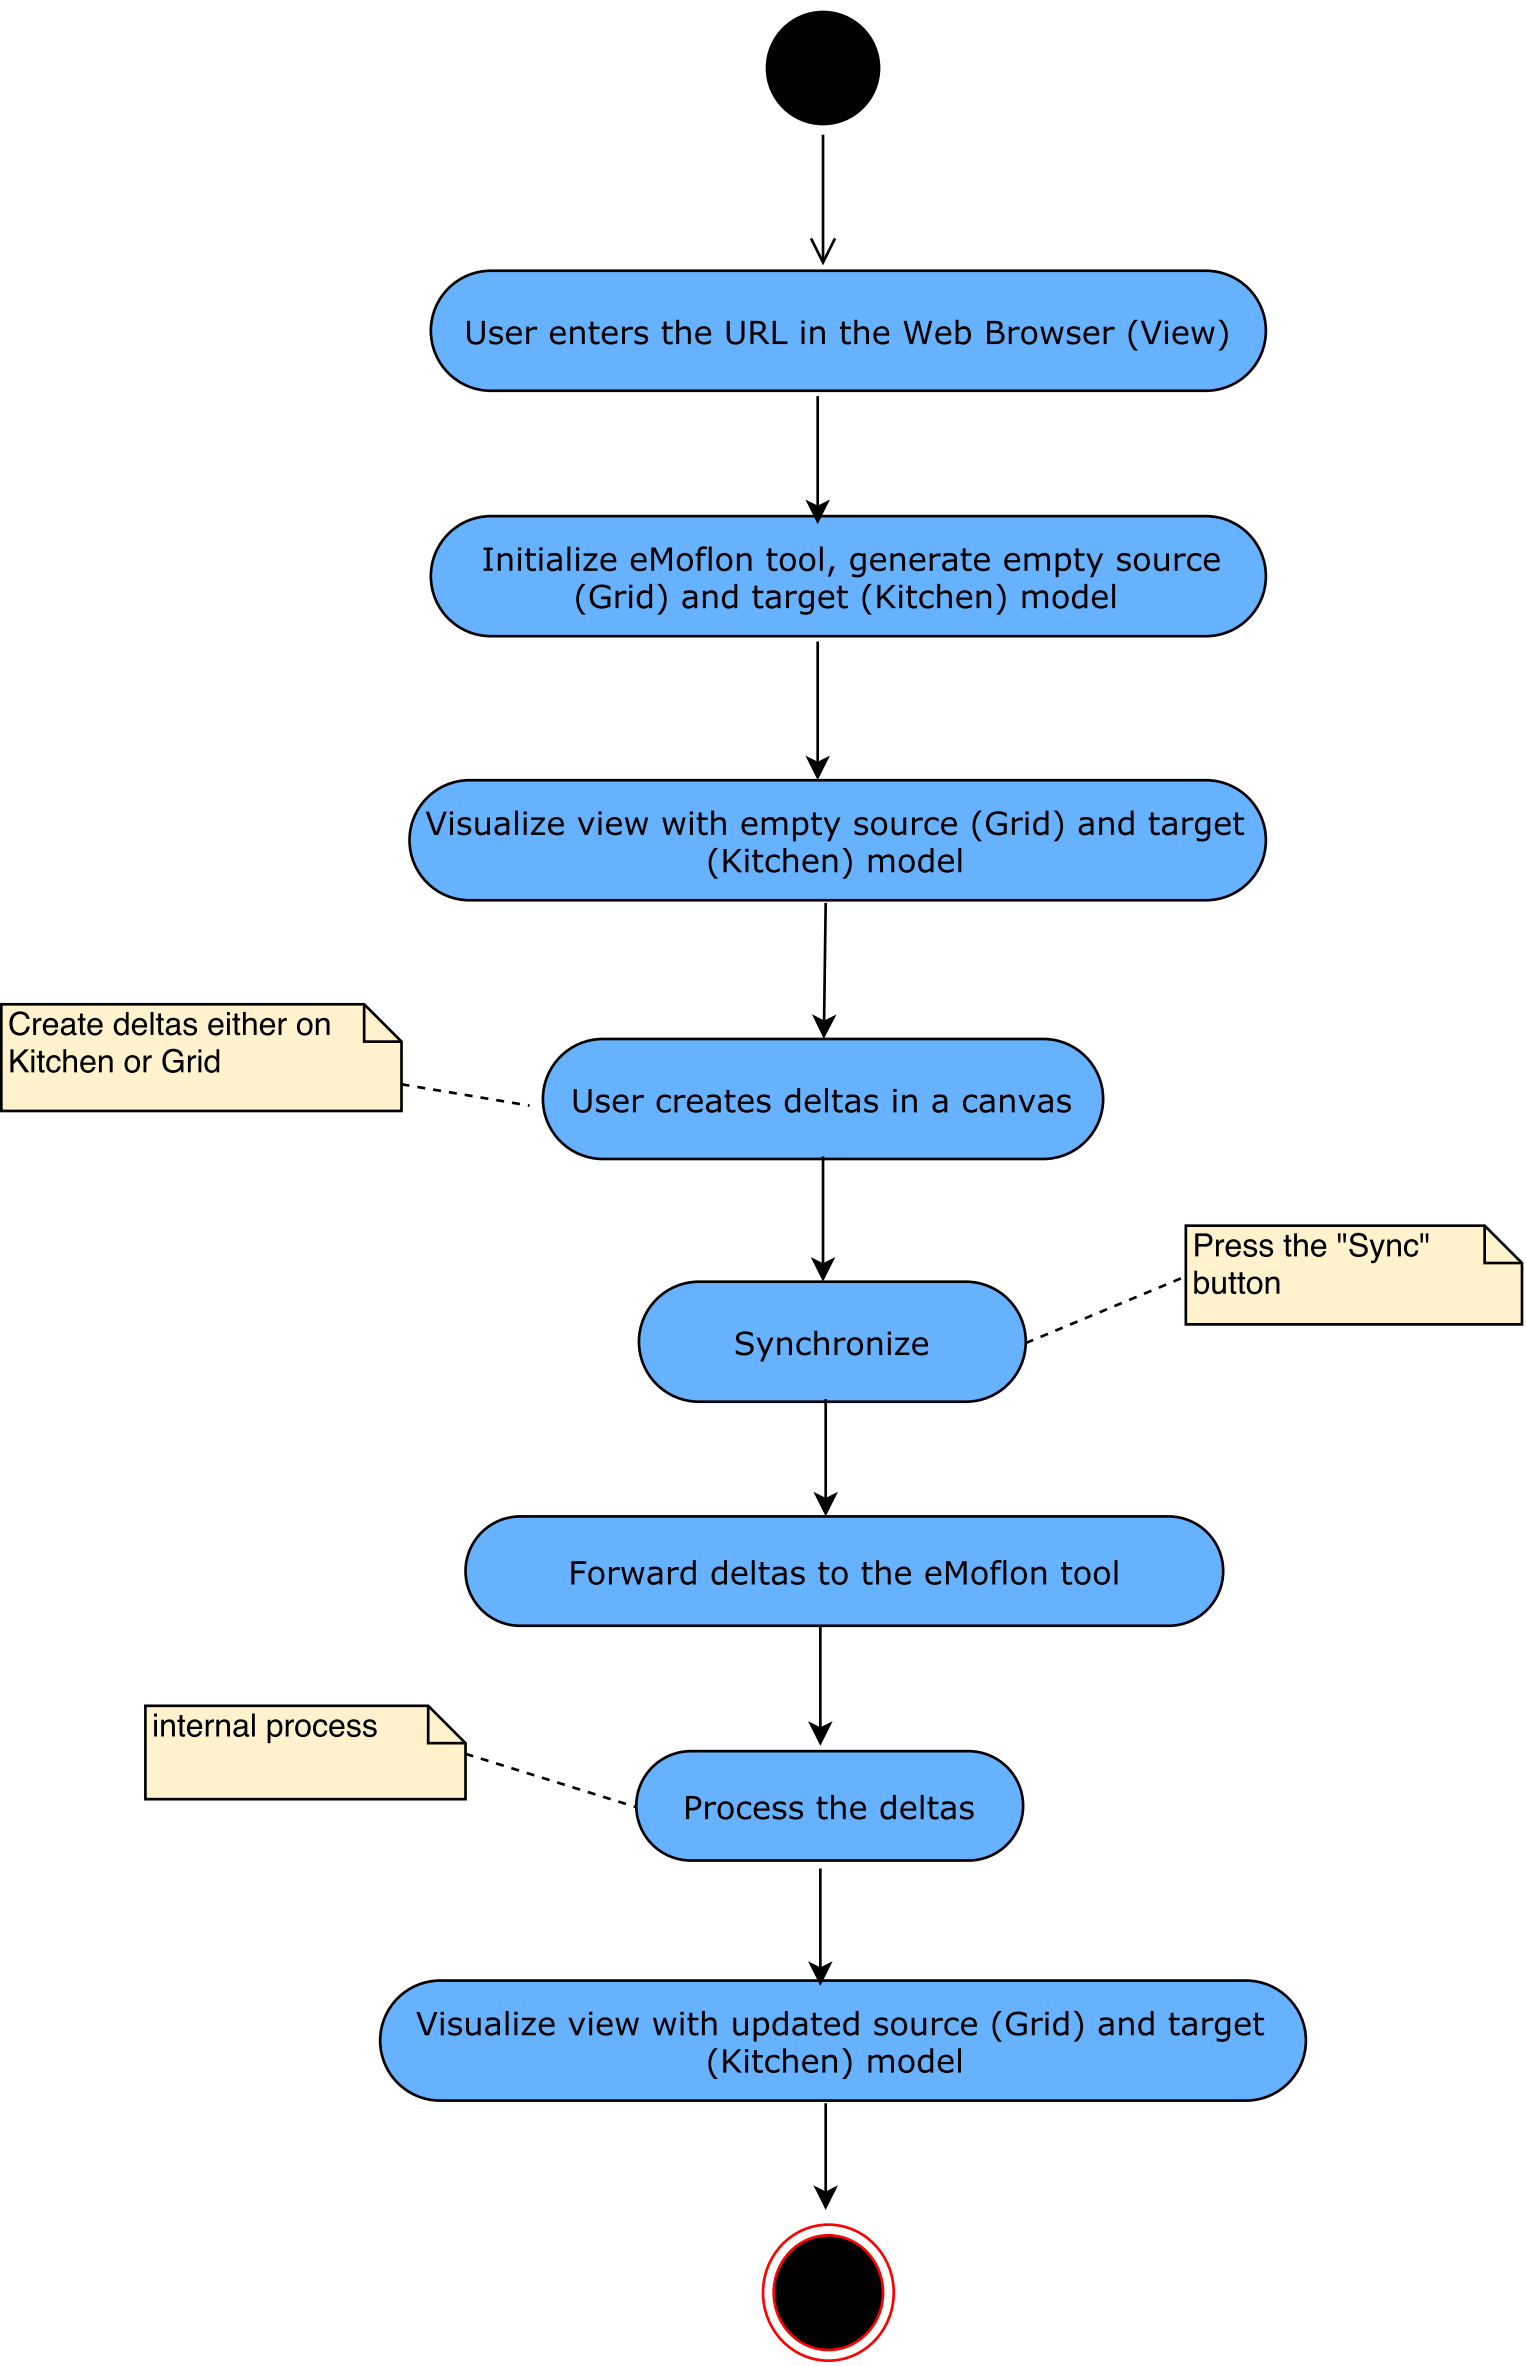 User enters the URL in the Web Browser (View)
Initialize eMoflon tool, generate empty source
(Grid) and target (Kitchen) model
Visualize view with empty source (Grid) and target
(Kitchen) model
Create deltas either on
Kitchen or Grid
User creates deltas in a canvas
Press the "Sync"
button
Synchronize
Forward deltas to the eMoflon tool
internal process
Process the deltas
Visualize view with updated source (Grid) and target
(Kitchen) model